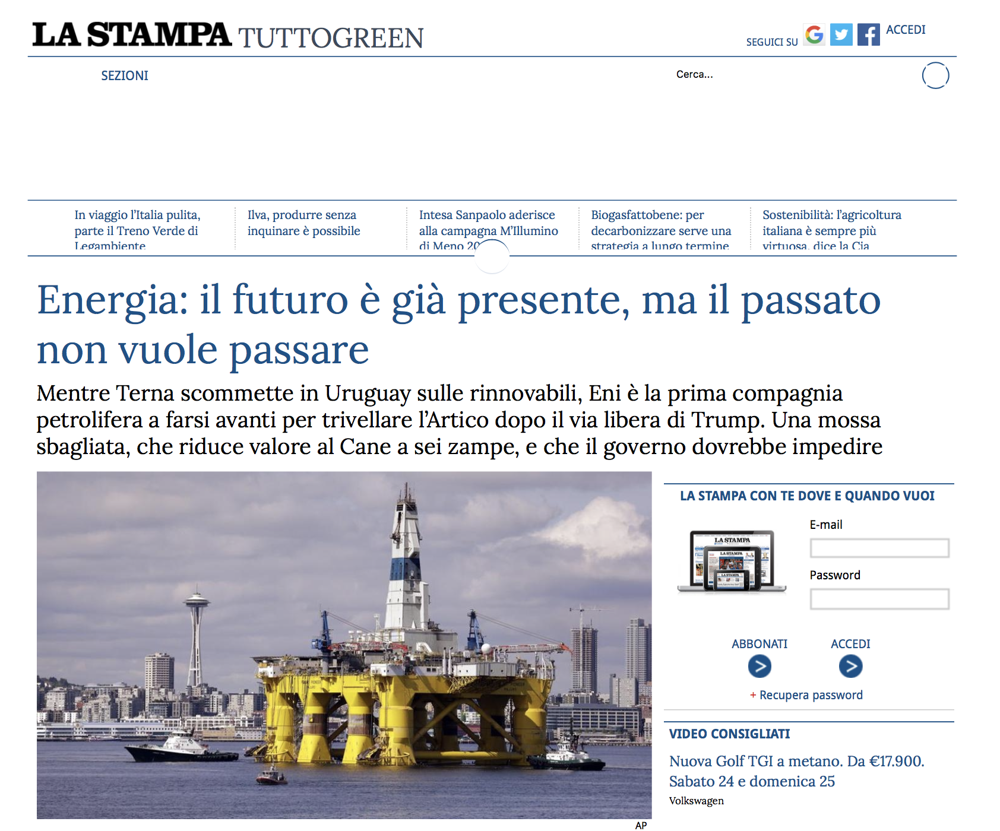 LA STAMPA TUTTOGREEN
SEGUICI SU
ACCEDI
SEZIONI
Cerca...
In viaggio l'Italia pulita,
parte il Treno Verde di
Legambiente
Ilva, produrre senza
inquinare è possibile
Intesa Sanpaolo aderisce
alla campagna M'Illumino
di Meno 20
Biogasfattobene: per
decarbonizzare serve una
strategia a lungo termine
Sostenibilità: l'agricoltura
italiana è sempre più
virtuosa, dice la Cia
Energia: il futuro è già presente, ma il passato
non vuole passare
Mentre Terna scommette in Uruguay sulle rinnovabili, Eni è la prima compagnia
petrolifera a farsi avanti per trivellare l'Artico dopo il via libera di Trump. Una mossa
sbagliata, che riduce valore al Cane a sei zampe, e che il governo dovrebbe impedire
AP
LA STAMPA CON TE DOVE E QUANDO VUOI
LA STAMPA
LA STAMPA
LA STAMPA
E-mail
Password
ABBONATI
ACCEDI
+ Recupera password
VIDEO CONSIGLIATI
Nuova Golf TGI a metano. Da €17.900.
Sabato 24 e domenica 25
Volkswagen